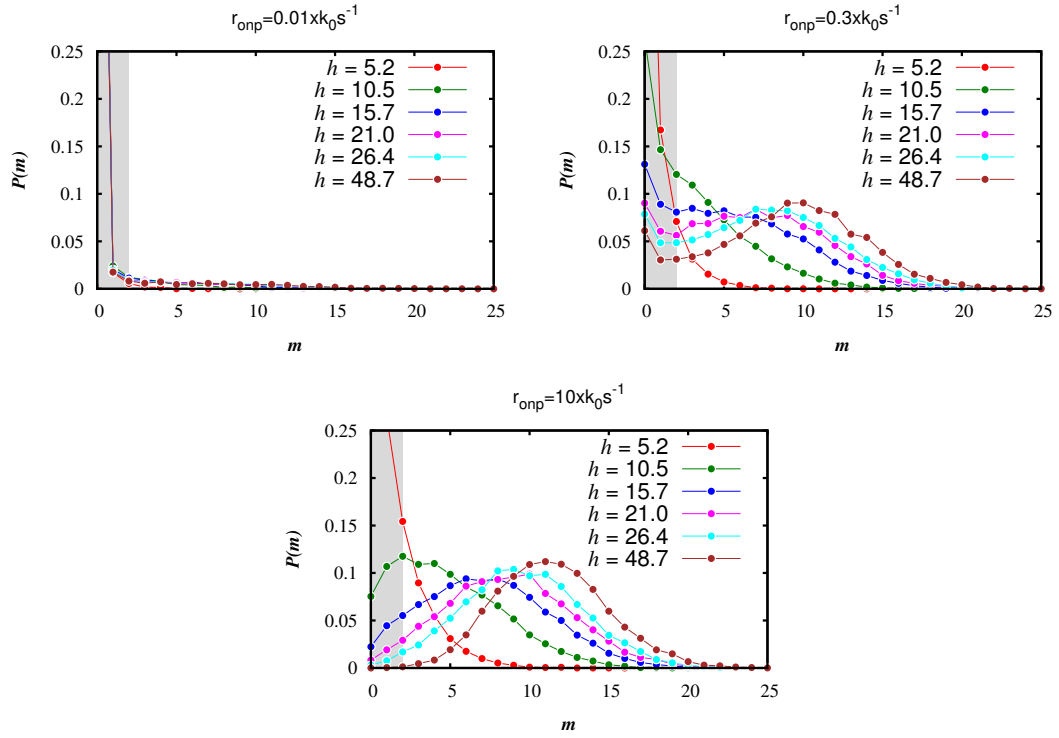 r_onp=0.01xk_0s^-1
P(m)
0.25
0.2
0.15
0.1
0.05
0
h = 5.2
h = 10.5
h = 15.7
h = 21.0
h = 26.4
h = 48.7
0 5 10 15 20 25
m
r_onp=0.3xk_0s^-1
P(m)
0.25
0.2
0.15
0.1
0.05
0
h = 5.2
h = 10.5
h = 15.7
h = 21.0
h = 26.4
h = 48.7
0 5 10 15 20 25
m
r_onp=10xk_0s^-1
P(m)
0.25
0.2
0.15
0.1
0.05
0
h = 5.2
h = 10.5
h = 15.7
h = 21.0
h = 26.4
h = 48.7
0 5 10 15 20 25
m